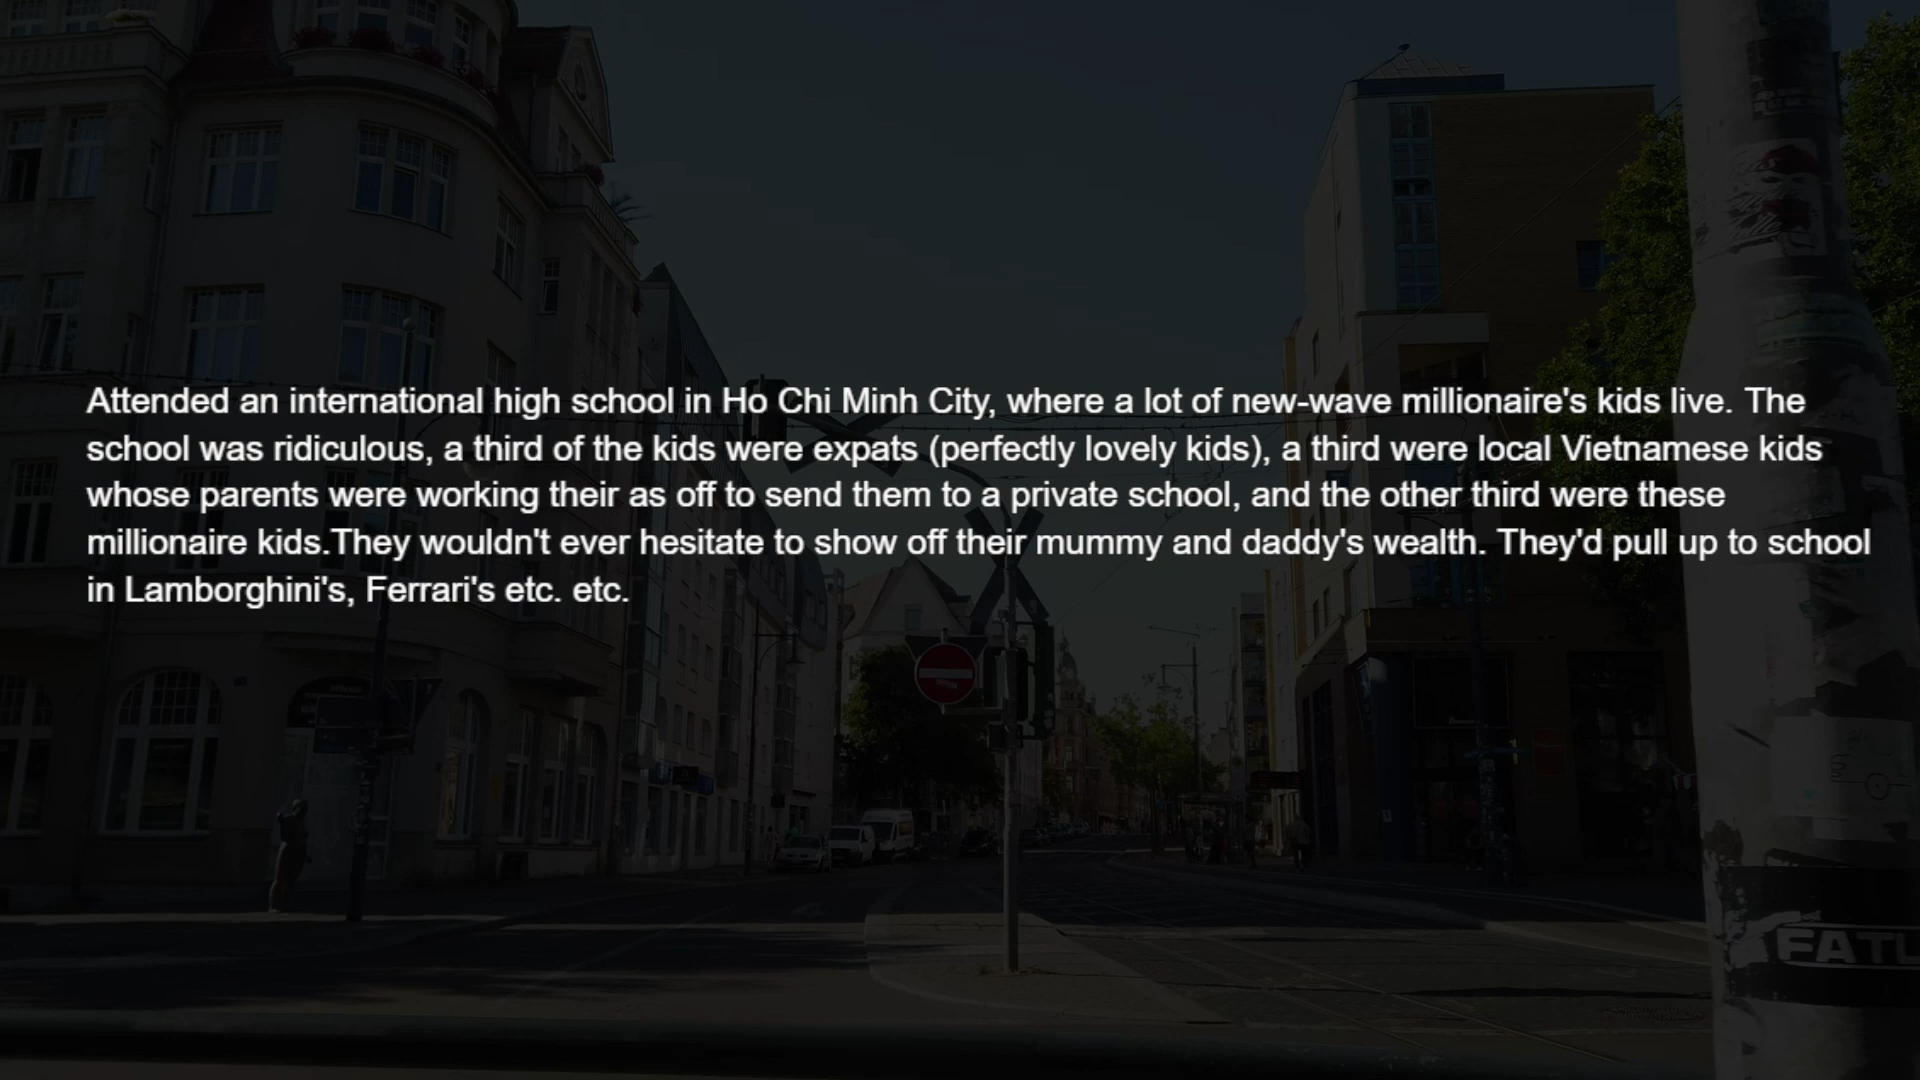 Attended an international high school in Ho Chi Minh City, where a lot of new-wave millionaire's kids live. The
school was ridiculous, a third of the kids were expats (perfectly lovely kids), a third were local Vietnamese kids
whose parents were working their as off to send them to a private school, and the other third were these
millionaire kids.They wouldn't ever hesitate to show off their mummy and daddy's wealth. They'd pull up to school
in Lamborghini's, Ferrari's etc. etc.
FATL